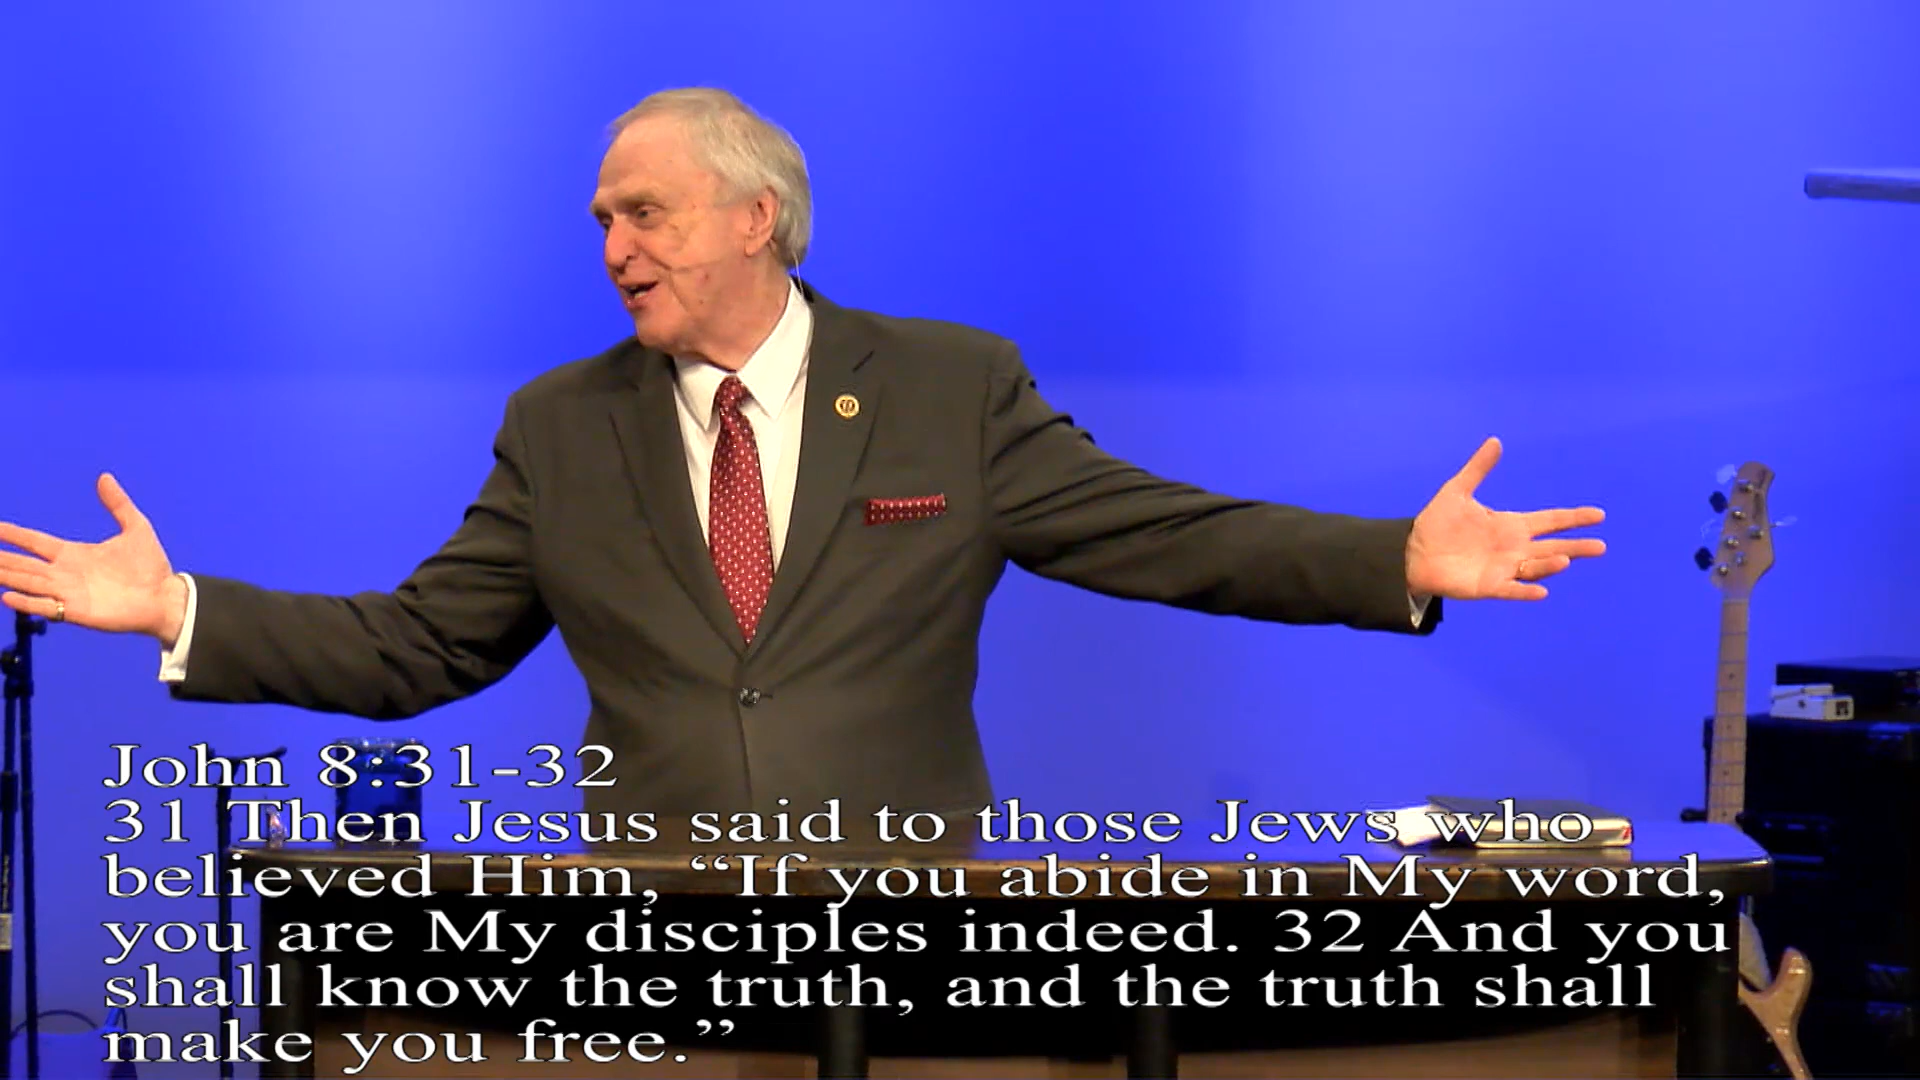 John 8:31-32
31 Then Jesus said to those Jews who
believed Him, “If you abide in My word,
you are My disciples indeed. 32 And you
shall know the truth, and the truth shall
make you free.”